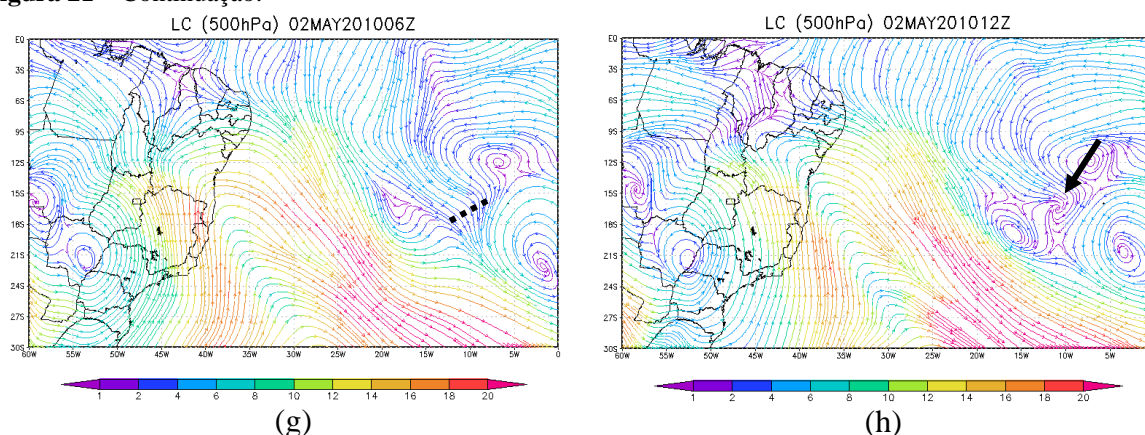 Figura 22 – Continuação.
LC (500hPa) 02MAY201006Z
LC (500hPa) 02MAY201012Z
EQ
3S
6S
9S
12S
15S
18S
21S
24S
27S
30S
60W 55W 50W 45W 40W 35W 30W 25W 20W 15W 10W 5W 0
1 2 4 6 8 10 12 14 16 18 20
(g)
EQ
3S
6S
9S
12S
15S
18S
21S
24S
27S
30S
60W 55W 50W 45W 40W 35W 30W 25W 20W 15W 10W 5W
1 2 4 6 8 10 12 14 16 18 20
(h)